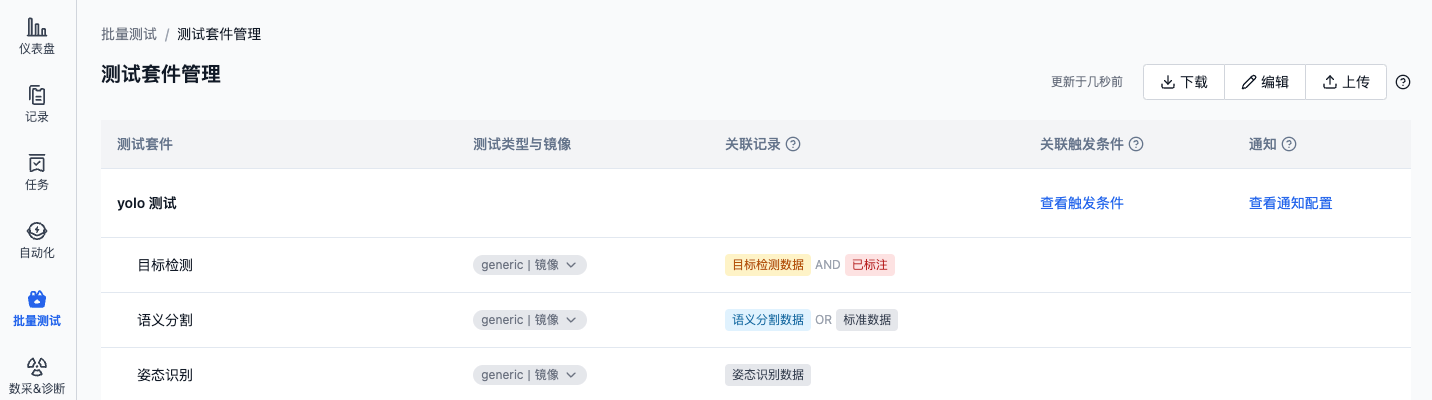 仪表盘
记录
任务
自动化
批量测试
数采&诊断
批量测试 / 测试套件管理
测试套件管理
更新于几秒前 下载 编辑 上传
测试套件 测试类型与镜像 关联记录 关联触发条件 通知
yolo 测试 查看触发条件 查看通知配置
目标检测 generic | 镜像 目标检测数据 AND 已标注
语义分割 generic | 镜像 语义分割数据 OR 标准数据
姿态识别 generic | 镜像 姿态识别数据